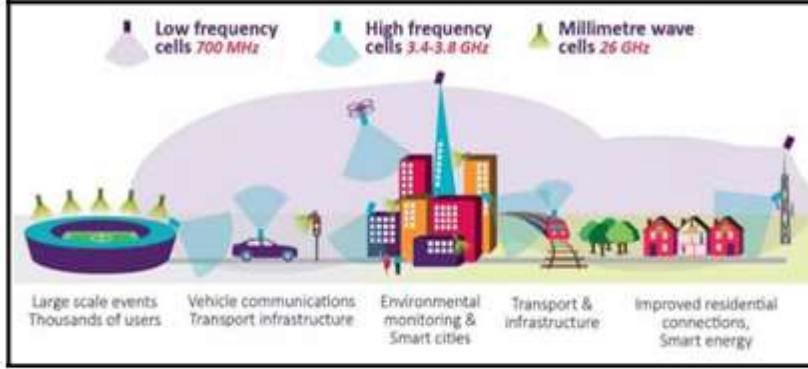 Low frequency
cells 700 MHz
High frequency
cells 3.4-3.8 GHz
Millimetre wave
cells 26 GHz
Large scale events
Thousands of users
Vehicle communications
Transport infrastructure
Environmental
monitoring &
Smart cities
Transport &
infrastructure
Improved residential
connections,
Smart energy